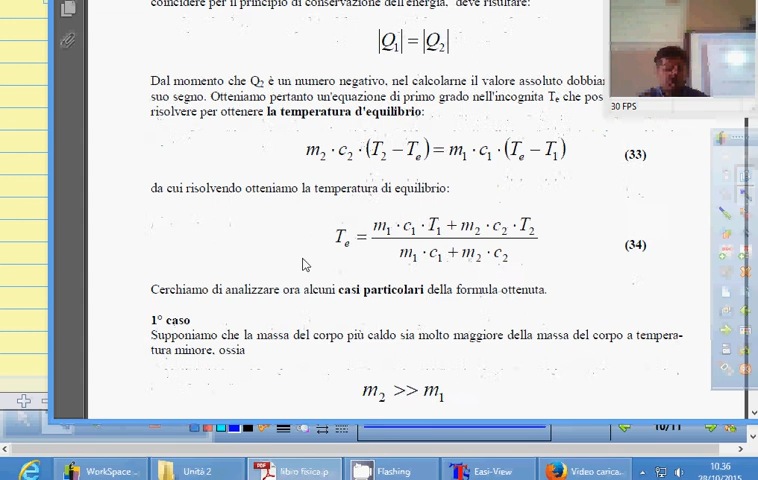 coincidere per il principio di conservazione dell'energia, deve risultare:
|Q1| = |Q2|
Dal momento che Q2 è un numero negativo, nel calcolarne il valore assoluto dobbiam
suo segno. Otteniamo pertanto un'equazione di primo grado nell'incognita Te che pos
30 FPS
risolvere per ottenere la temperatura d'equilibrio:
m2 · c2 · (T2 − Te) = m1 · c1 · (Te − T1) (33)
da cui risolvendo otteniamo la temperatura di equilibrio:
Te = (m1 · c1 · T1 + m2 · c2 · T2) / (m1 · c1 + m2 · c2) (34)
Cerchiamo di analizzare ora alcuni casi particolari della formula ottenuta.
1° caso
Supponiamo che la massa del corpo più caldo sia molto maggiore della massa del corpo a tempera-
tura minore, ossia
m2 >> m1
10/11
WorkSpace ... Unità 2 libro fisica.p... Flashing Easi-View Video carica... 10.36
28/10/2015